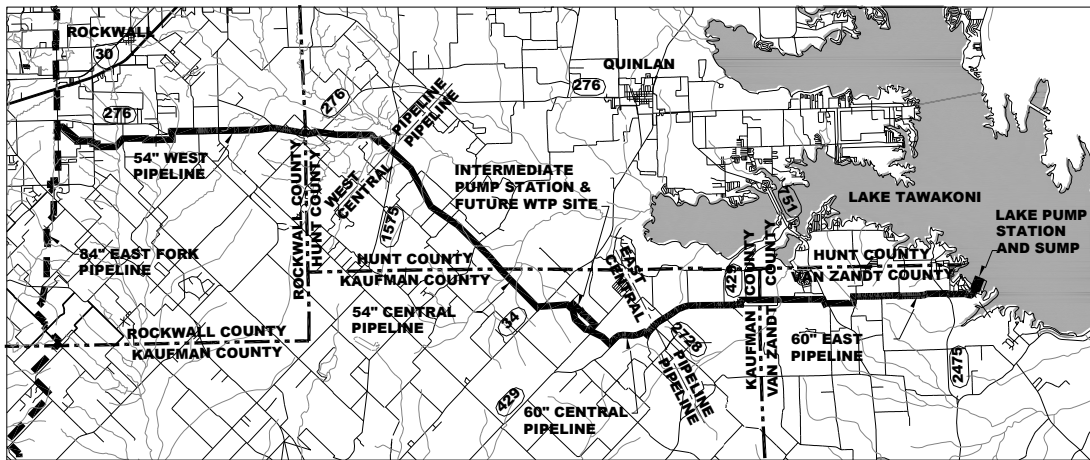 ROCKWALL
30
276
276
QUINLAN
276
PIPELINE
PIPELINE
54" WEST
PIPELINE
WEST
CENTRAL
INTERMEDIATE
PUMP STATION &
FUTURE WTP SITE
751
LAKE TAWAKONI
LAKE PUMP
STATION
AND SUMP
ROCKWALL COUNTY
HUNT COUNTY
1575
84" EAST FORK
PIPELINE
HUNT COUNTY
KAUFMAN COUNTY
EAST
CENTRAL
429
KAUFMAN COUNTY
VAN ZANDT COUNTY
HUNT COUNTY
VAN ZANDT COUNTY
54" CENTRAL
PIPELINE
34
ROCKWALL COUNTY
KAUFMAN COUNTY
2728
PIPELINE
PIPELINE
60" EAST
PIPELINE
2475
429
60" CENTRAL
PIPELINE